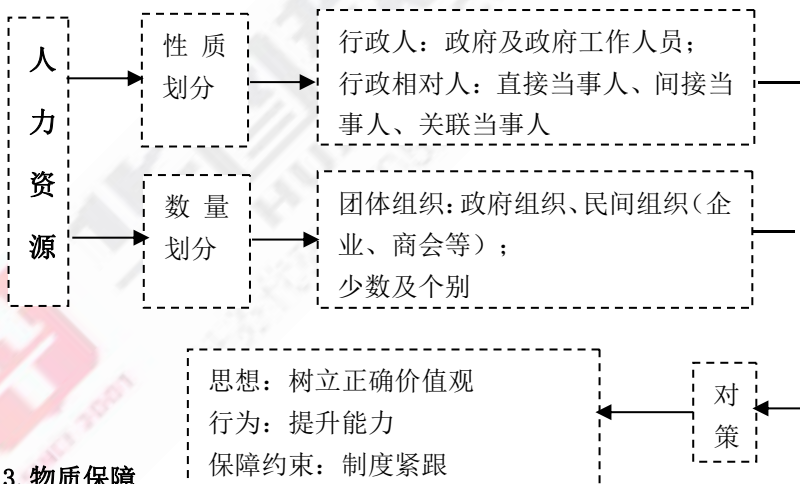 人
力
资
源
性 质
划分
行政人：政府及政府工作人员；
行政相对人：直接当事人、间接当
事人、关联当事人
数 量
划分
团体组织：政府组织、民间组织（企
业、商会等）；
少数及个别
思想：树立正确价值观
行为：提升能力
保障约束：制度紧跟
对
策
3.物质保障